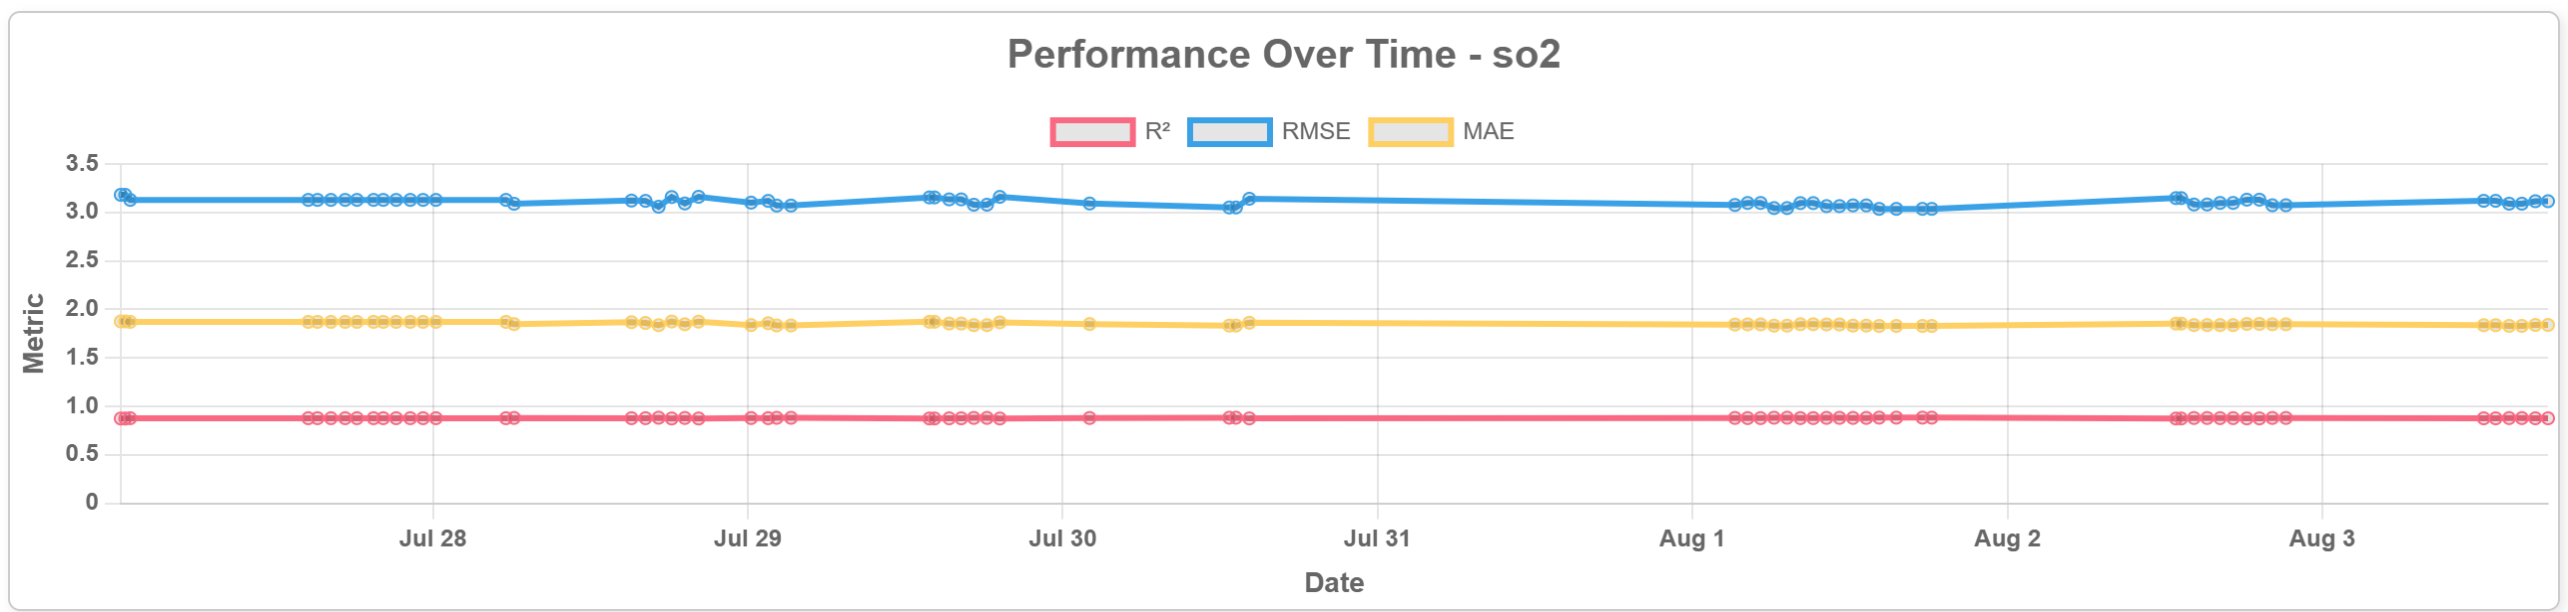 Performance Over Time - so2
R² RMSE MAE
3.5
3.0
2.5
2.0
1.5
1.0
0.5
0
Metric
Jul 28 Jul 29 Jul 30 Jul 31 Aug 1 Aug 2 Aug 3
Date